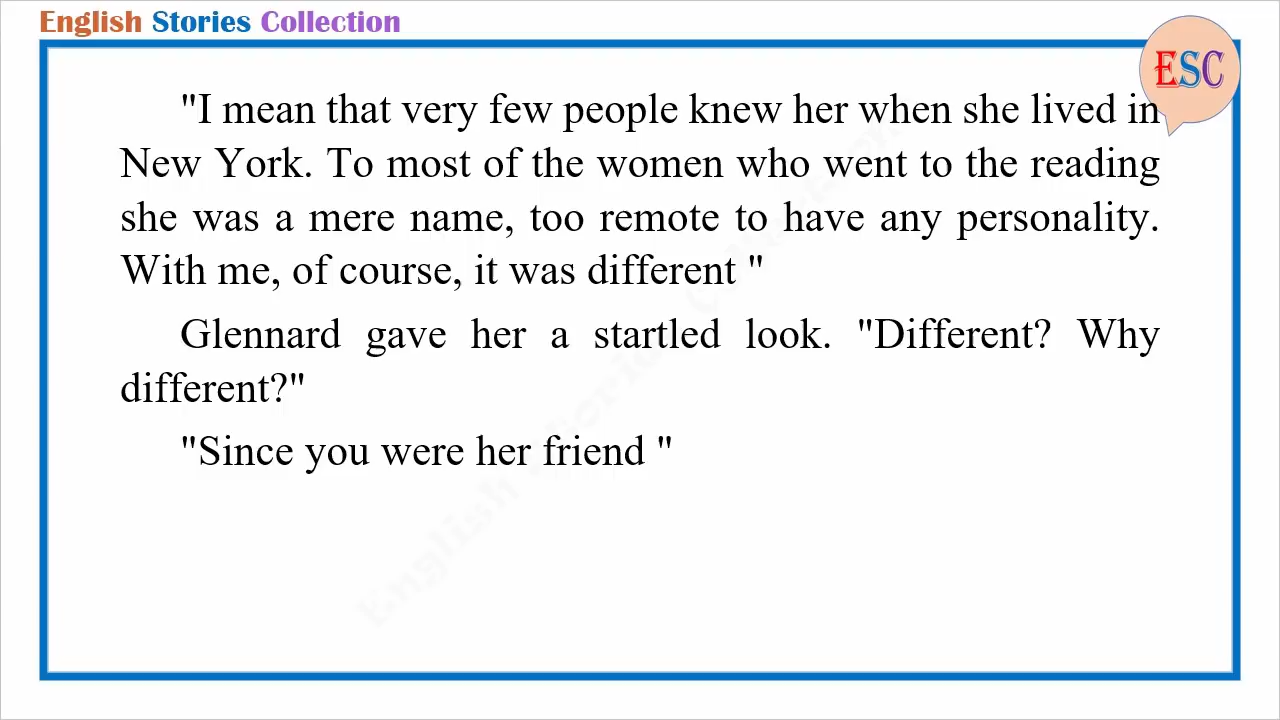 English Stories Collection
ESC
"I mean that very few people knew her when she lived in
New York. To most of the women who went to the reading
she was a mere name, too remote to have any personality.
With me, of course, it was different "
Glennard gave her a startled look. "Different? Why
different?"
"Since you were her friend "
English Stories Collection